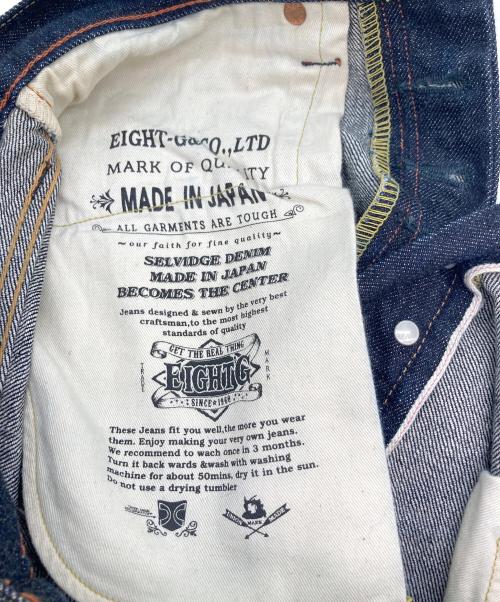 EIGHT-G&CO.,LTD
MARK OF QUALITY
MADE IN JAPAN
ALL GARMENTS ARE TOUGH
~our faith for fine quality~
SELVIDGE DENIM
MADE IN JAPAN
BECOMES THE CENTER
Jeans designed & sewn by the very best
craftsman,to the most highest
standards of quality
GET THE REAL THING
TRADE EIGHT'G MARK
SINCE 1968
These Jeans fit you well,the more you wear
them. Enjoy making your very own jeans.
We recommend to wach once in 3 months.
Turn it back wards &wash with washing
machine for about 50mins, dry it in the sun.
Do not use a drying tumbler
MARK MADE